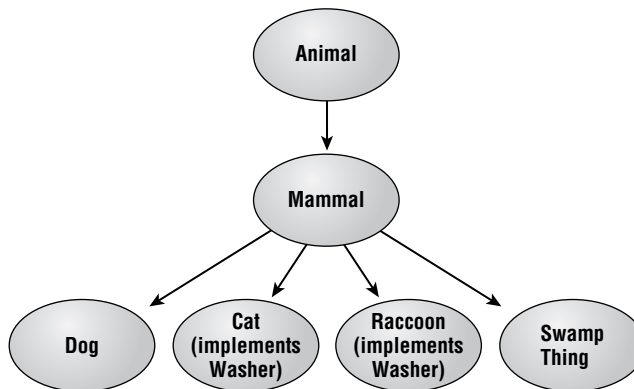 Animal
Mammal
Dog
Cat
(implements
Washer)
Raccoon
(implements
Washer)
Swamp
Thing